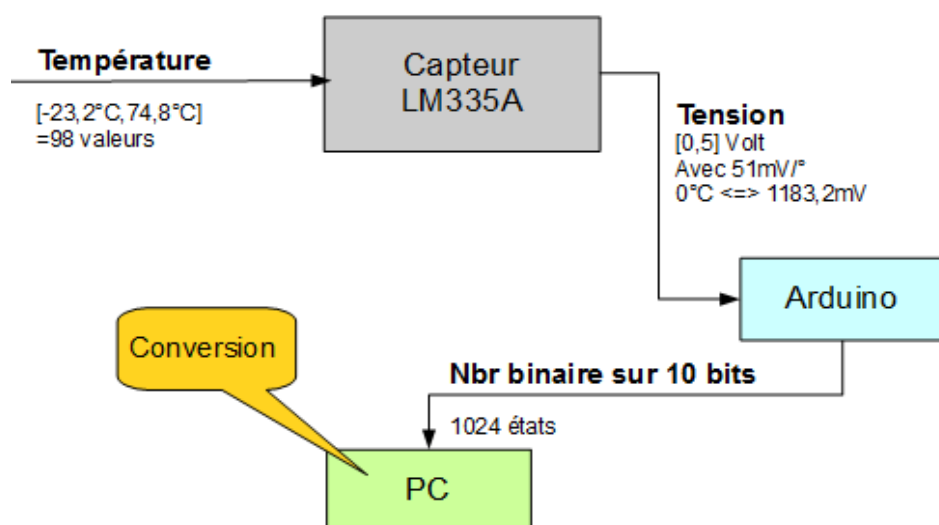 Température
[-23,2°C,74,8°C]
=98 valeurs
Capteur
LM335A
Tension
[0,5] Volt
Avec 51mV/°
0°C <=> 1183,2mV
Arduino
Conversion
Nbr binaire sur 10 bits
1024 états
PC